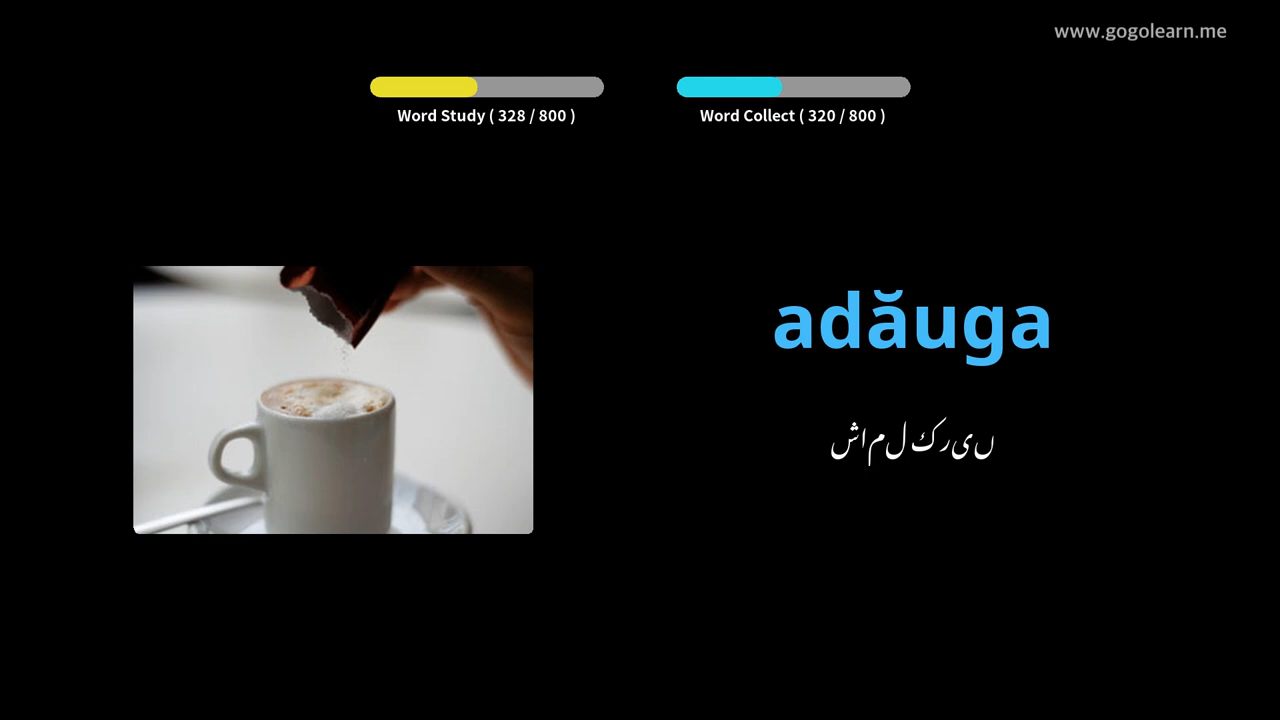 www.gogolearn.me
Word Study ( 328 / 800 )
Word Collect ( 320 / 800 )
adăuga
شامل کریں